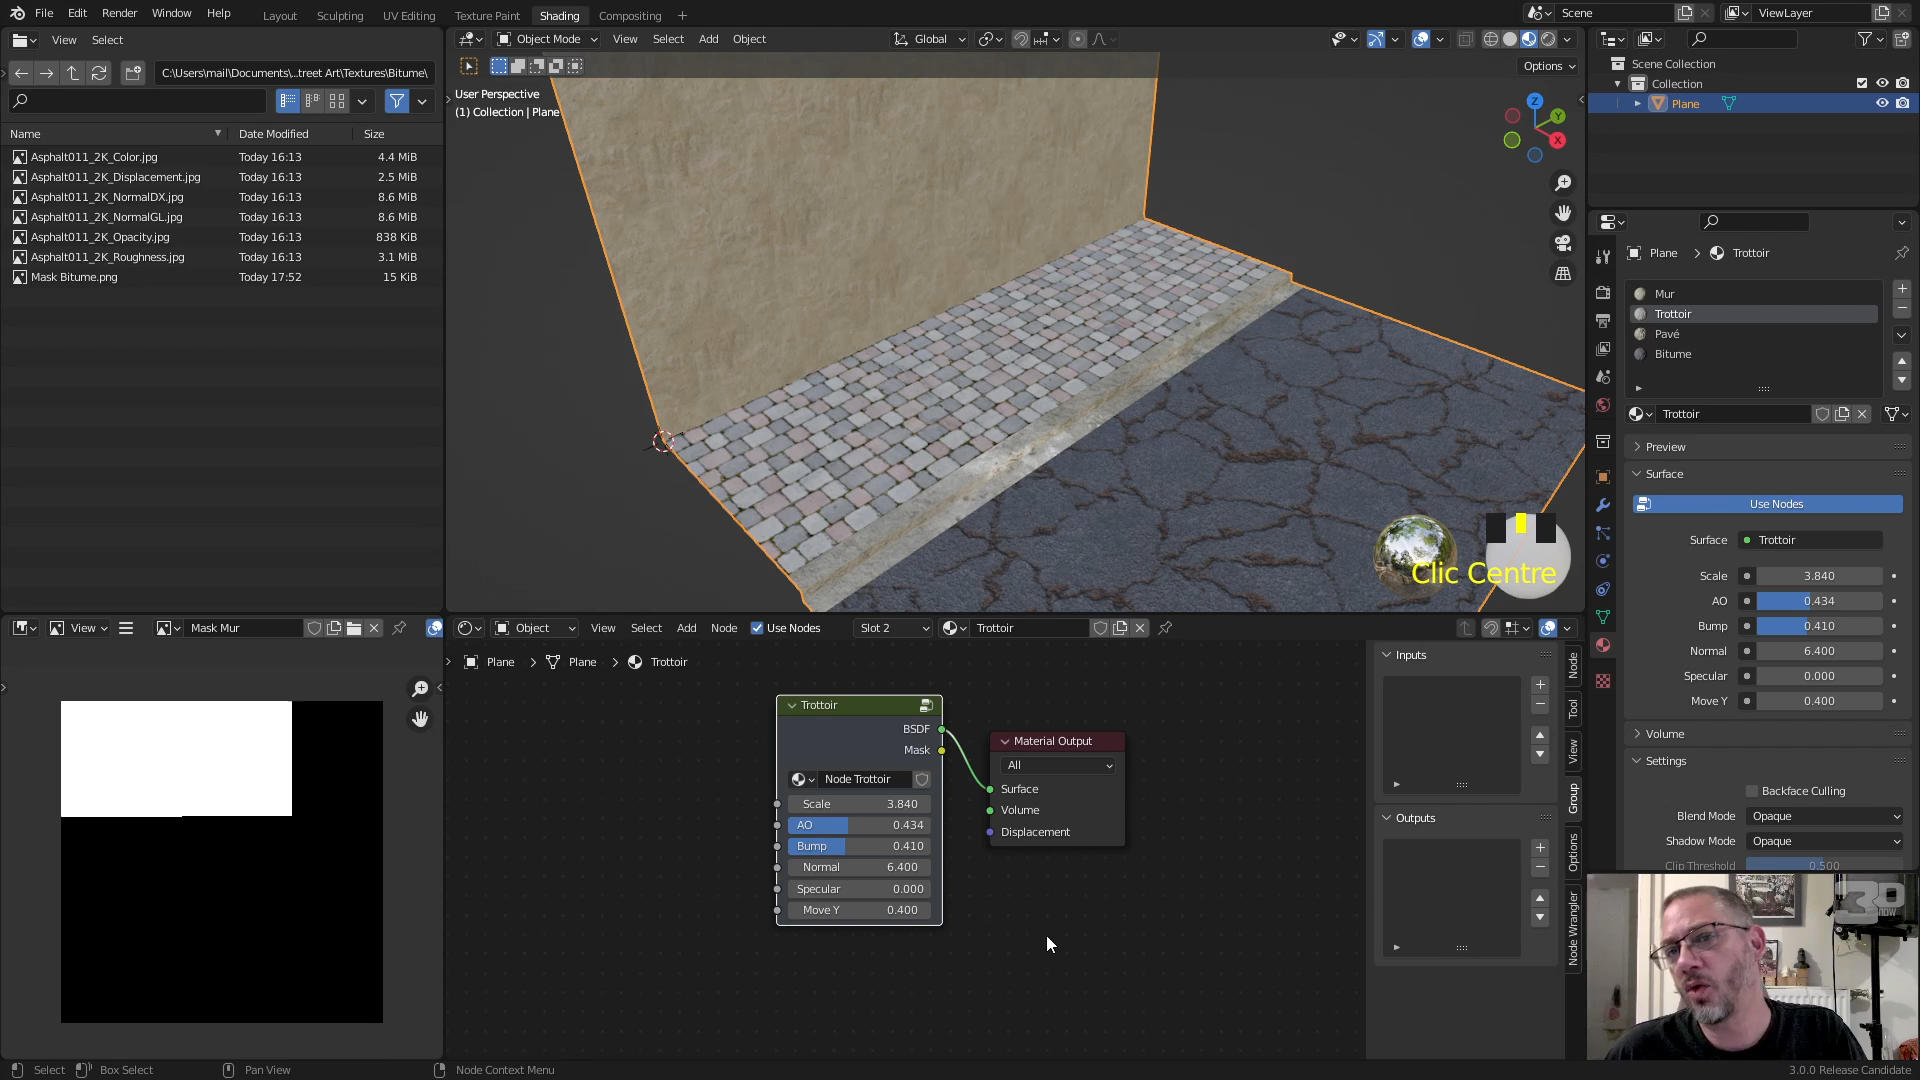 File Edit Render Window Help Layout Sculpting UV Editing Texture Paint Shading Compositing + Scene ViewLayer
View Select
Object Mode View Select Add Object Global
C:\Users\mail\Documents\...treet Art\Textures\Bitume\
Options
Name Date Modified Size
Asphalt011_2K_Color.jpg Today 16:13 4.4 MiB
Asphalt011_2K_Displacement.jpg Today 16:13 2.5 MiB
Asphalt011_2K_NormalDX.jpg Today 16:13 8.6 MiB
Asphalt011_2K_NormalGL.jpg Today 16:13 8.6 MiB
Asphalt011_2K_Opacity.jpg Today 16:13 838 KiB
Asphalt011_2K_Roughness.jpg Today 16:13 3.1 MiB
Mask Bitume.png Today 17:52 15 KiB
User Perspective
(1) Collection | Plane
Z
Y
X
Clic Centre
Scene Collection
Collection
Plane
Plane > Trottoir
Mur
Trottoir
Pavé
Bitume
Trottoir
Preview
Surface
Use Nodes
Surface Trottoir
Scale 3.840
AO 0.434
Bump 0.410
Normal 6.400
Specular 0.000
Move Y 0.400
Volume
Settings
Backface Culling
Blend Mode Opaque
Shadow Mode Opaque
Clip Threshold 0.500
View Mask Mur
Object View Select Add Node Use Nodes Slot 2 Trottoir
Plane > Plane > Trottoir
Trottoir
BSDF
Mask
Node Trottoir
Scale 3.840
AO 0.434
Bump 0.410
Normal 6.400
Specular 0.000
Move Y 0.400
Material Output
All
Surface
Volume
Displacement
Inputs
Outputs
Node
Tool
View
Group
Options
Node Wrangler
Select Box Select Pan View Node Context Menu 3.0.0 Release Candidate